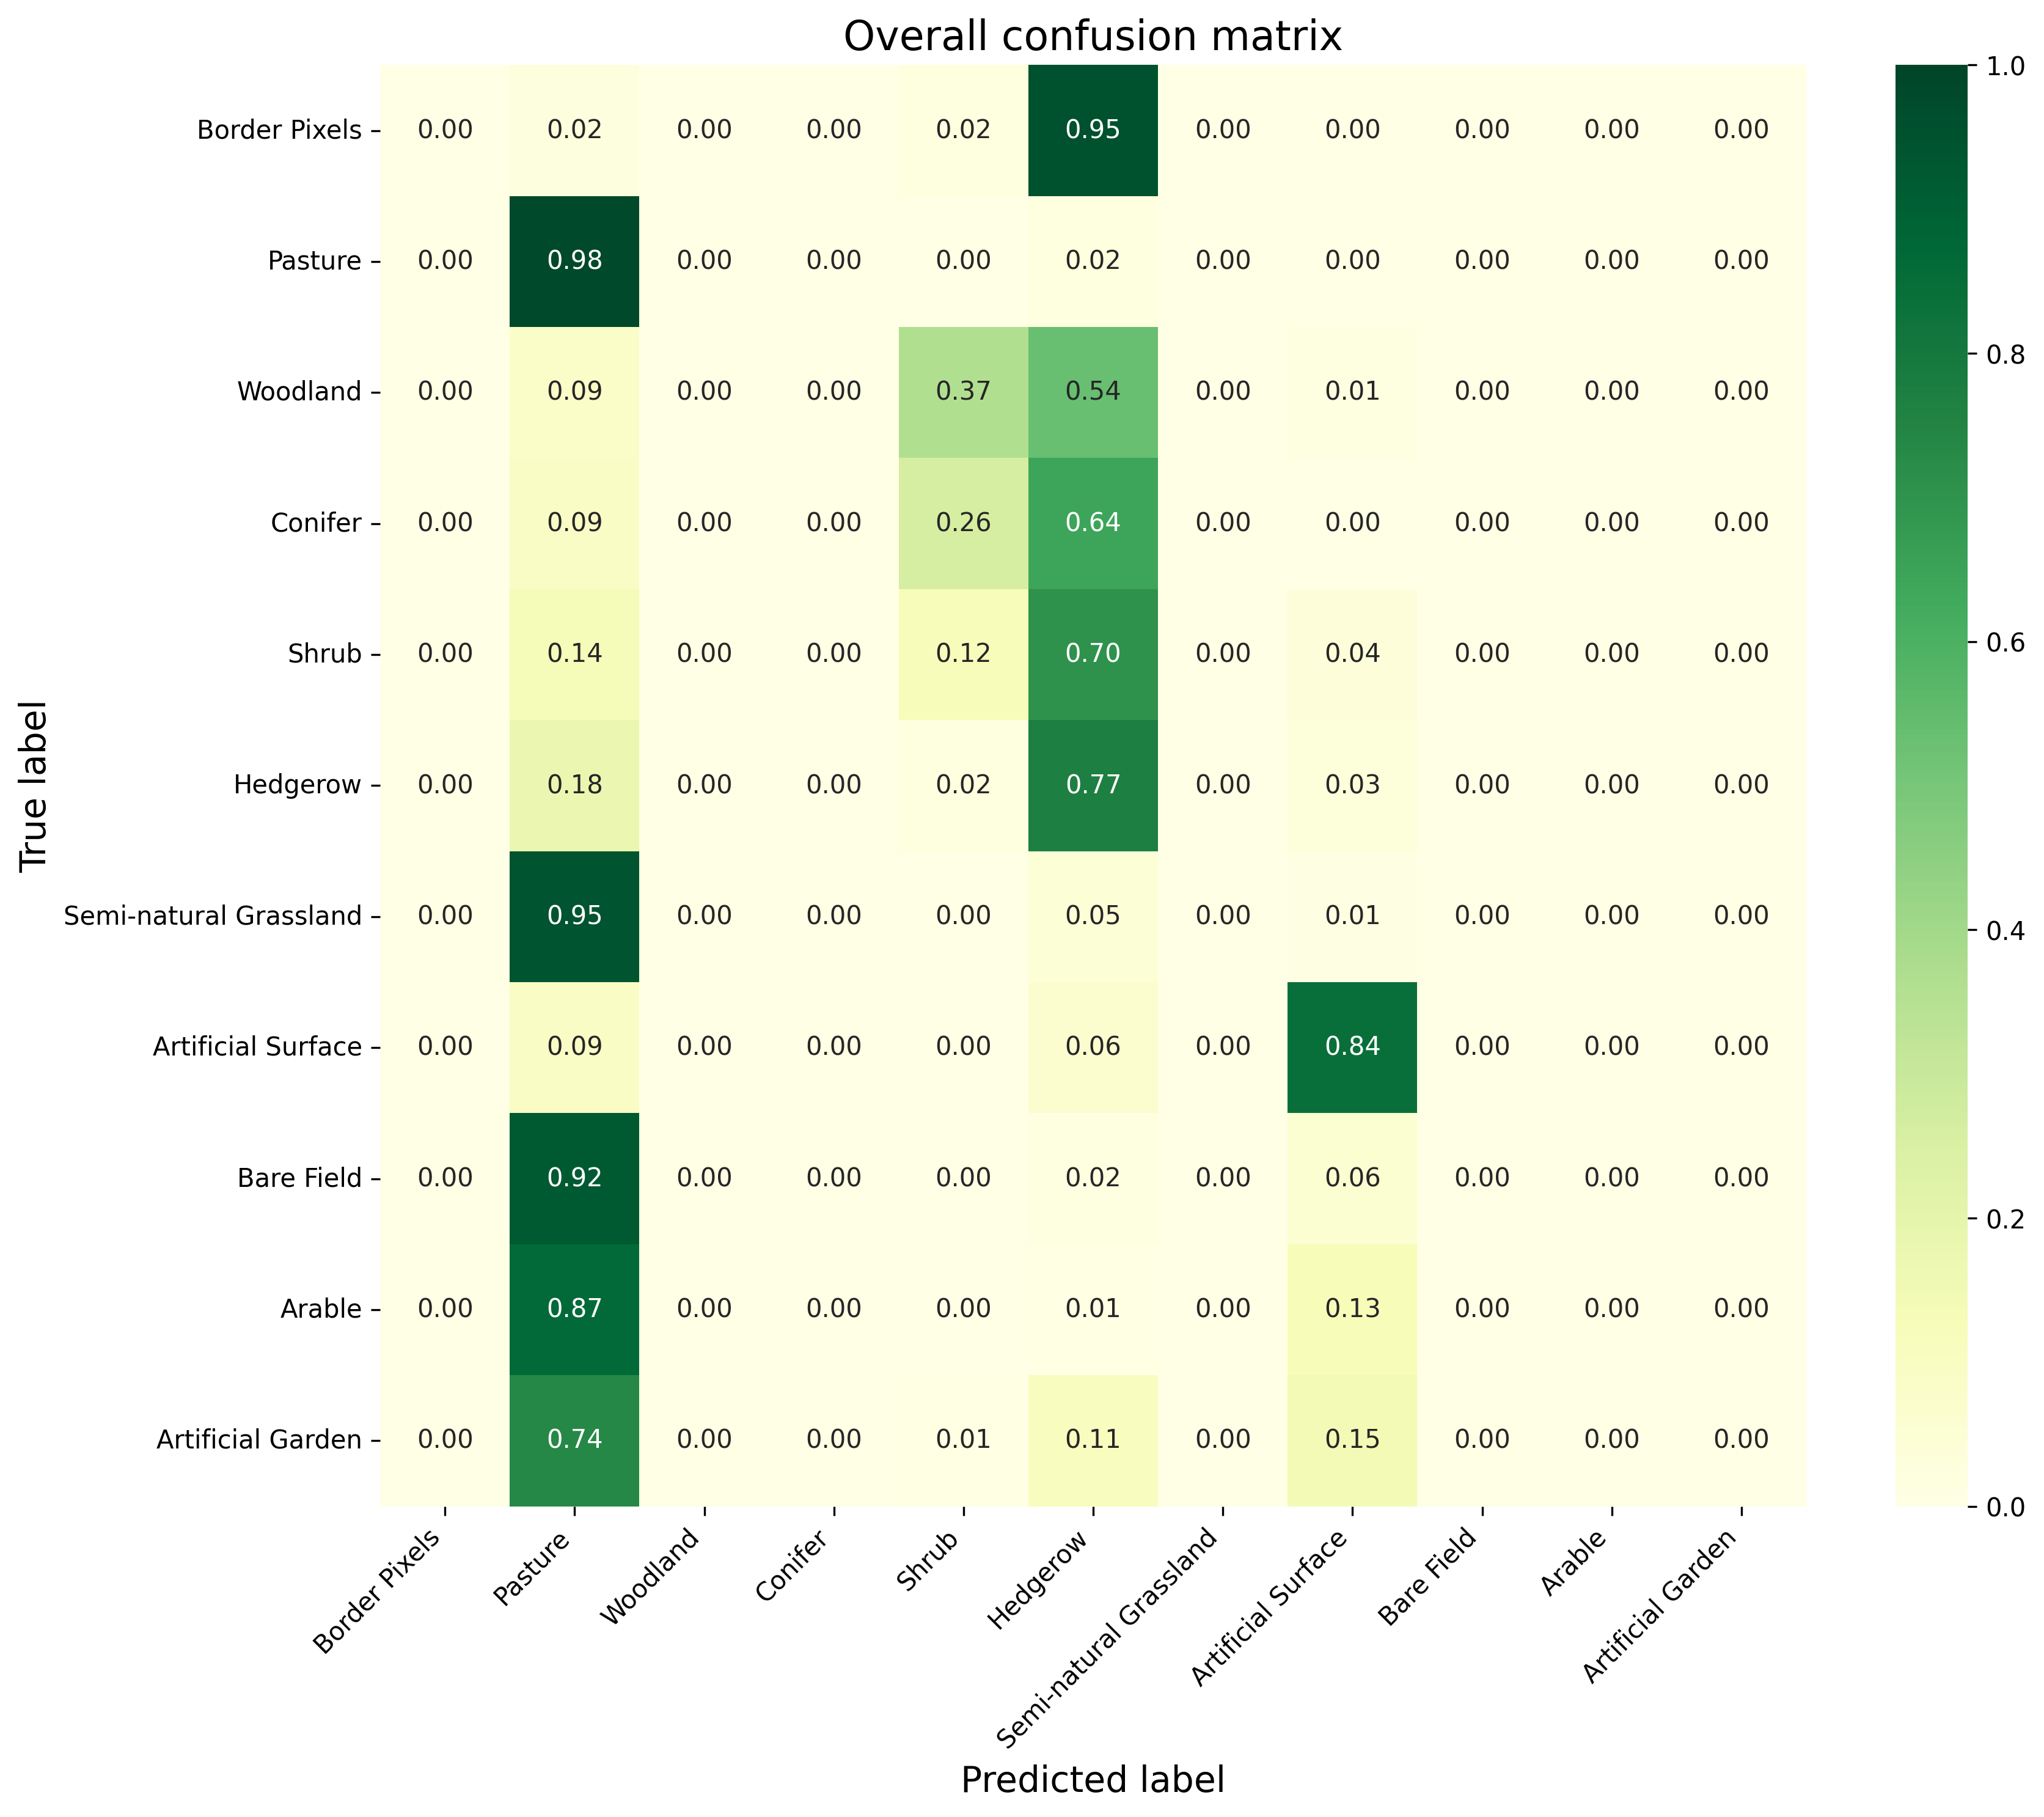 Overall confusion matrix
True label
Border Pixels 0.00 0.02 0.00 0.00 0.02 0.95 0.00 0.00 0.00 0.00 0.00
Pasture 0.00 0.98 0.00 0.00 0.00 0.02 0.00 0.00 0.00 0.00 0.00
Woodland 0.00 0.09 0.00 0.00 0.37 0.54 0.00 0.01 0.00 0.00 0.00
Conifer 0.00 0.09 0.00 0.00 0.26 0.64 0.00 0.00 0.00 0.00 0.00
Shrub 0.00 0.14 0.00 0.00 0.12 0.70 0.00 0.04 0.00 0.00 0.00
Hedgerow 0.00 0.18 0.00 0.00 0.02 0.77 0.00 0.03 0.00 0.00 0.00
Semi-natural Grassland 0.00 0.95 0.00 0.00 0.00 0.05 0.00 0.01 0.00 0.00 0.00
Artificial Surface 0.00 0.09 0.00 0.00 0.00 0.06 0.00 0.84 0.00 0.00 0.00
Bare Field 0.00 0.92 0.00 0.00 0.00 0.02 0.00 0.06 0.00 0.00 0.00
Arable 0.00 0.87 0.00 0.00 0.00 0.01 0.00 0.13 0.00 0.00 0.00
Artificial Garden 0.00 0.74 0.00 0.00 0.01 0.11 0.00 0.15 0.00 0.00 0.00
Border Pixels
Pasture
Woodland
Conifer
Shrub
Hedgerow
Semi-natural Grassland
Artificial Surface
Bare Field
Arable
Artificial Garden
Predicted label
1.0
0.8
0.6
0.4
0.2
0.0